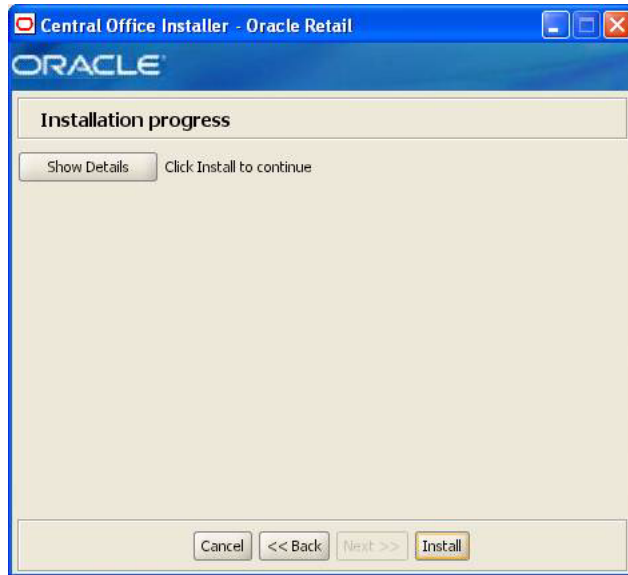 Central Office Installer - Oracle Retail
ORACLE
Installation progress
Show Details Click Install to continue
Cancel << Back Next >> Install